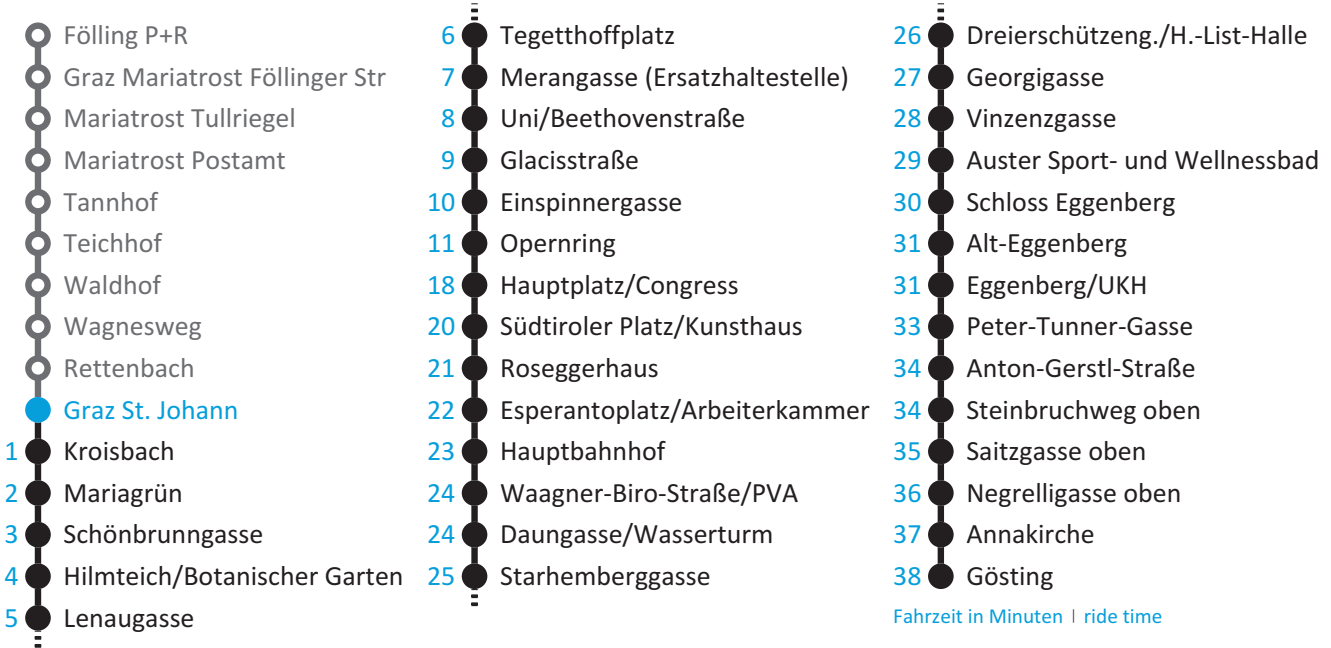 Fölling P+R
Graz Mariatrost Föllinger Str
Mariatrost Tullriegel
Mariatrost Postamt
Tannhof
Teichhof
Waldhof
Wagnesweg
Rettenbach
Graz St. Johann
1 Kroisbach
2 Mariagrün
3 Schönbrunngasse
4 Hilmteich/Botanischer Garten
5 Lenaugasse
6 Tegetthoffplatz
7 Merangasse (Ersatzhaltestelle)
8 Uni/Beethovenstraße
9 Glacisstraße
10 Einspinnergasse
11 Opernring
18 Hauptplatz/Congress
20 Südtiroler Platz/Kunsthaus
21 Roseggerhaus
22 Esperantoplatz/Arbeiterkammer
23 Hauptbahnhof
24 Waagner-Biro-Straße/PVA
24 Daungasse/Wasserturm
25 Starhemberggasse
26 Dreierschützeng./H.-List-Halle
27 Georgigasse
28 Vinzenzgasse
29 Auster Sport- und Wellnessbad
30 Schloss Eggenberg
31 Alt-Eggenberg
31 Eggenberg/UKH
33 Peter-Tunner-Gasse
34 Anton-Gerstl-Straße
34 Steinbruchweg oben
35 Saitzgasse oben
36 Negrelligasse oben
37 Annakirche
38 Gösting
Fahrzeit in Minuten | ride time